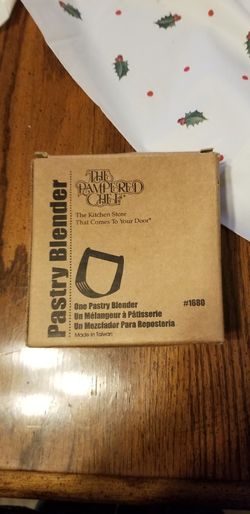 THE
PAMPERED
CHEF
The Kitchen Store
That Comes To Your Door®
Pastry Blender
#1680
One Pastry Blender
Un Mélangeur à Pâtisserie
Un Mezclador Para Repostería
Made in Taiwan